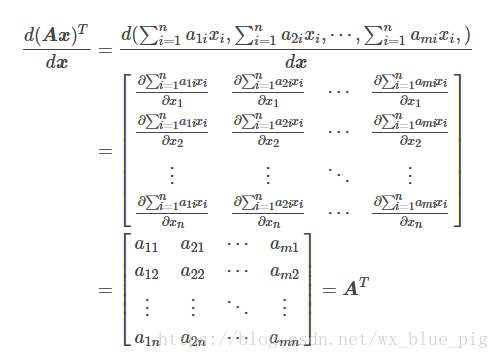 d(Ax)^T / dx = d(∑_{i=1}^{n} a_{1i}x_i, ∑_{i=1}^{n} a_{2i}x_i, ⋯, ∑_{i=1}^{n} a_{mi}x_i,) / dx
= [ ∂∑_{i=1}^{n}a_{1i}x_i / ∂x_1  ∂∑_{i=1}^{n}a_{2i}x_i / ∂x_1  ⋯  ∂∑_{i=1}^{n}a_{mi}x_i / ∂x_1
∂∑_{i=1}^{n}a_{1i}x_i / ∂x_2  ∂∑_{i=1}^{n}a_{2i}x_i / ∂x_2  ⋯  ∂∑_{i=1}^{n}a_{mi}x_i / ∂x_2
⋮  ⋮  ⋱  ⋮
∂∑_{i=1}^{n}a_{1i}x_i / ∂x_n  ∂∑_{i=1}^{n}a_{2i}x_i / ∂x_n  ⋯  ∂∑_{i=1}^{n}a_{mi}x_i / ∂x_n ]
= [ a_{11}  a_{21}  ⋯  a_{m1}
a_{12}  a_{22}  ⋯  a_{m2}
⋮  ⋮  ⋱  ⋮
a_{1n}  a_{2n}  ⋯  a_{mn} ] = A^T
https://blog.csdn.net/wx_blue_pig